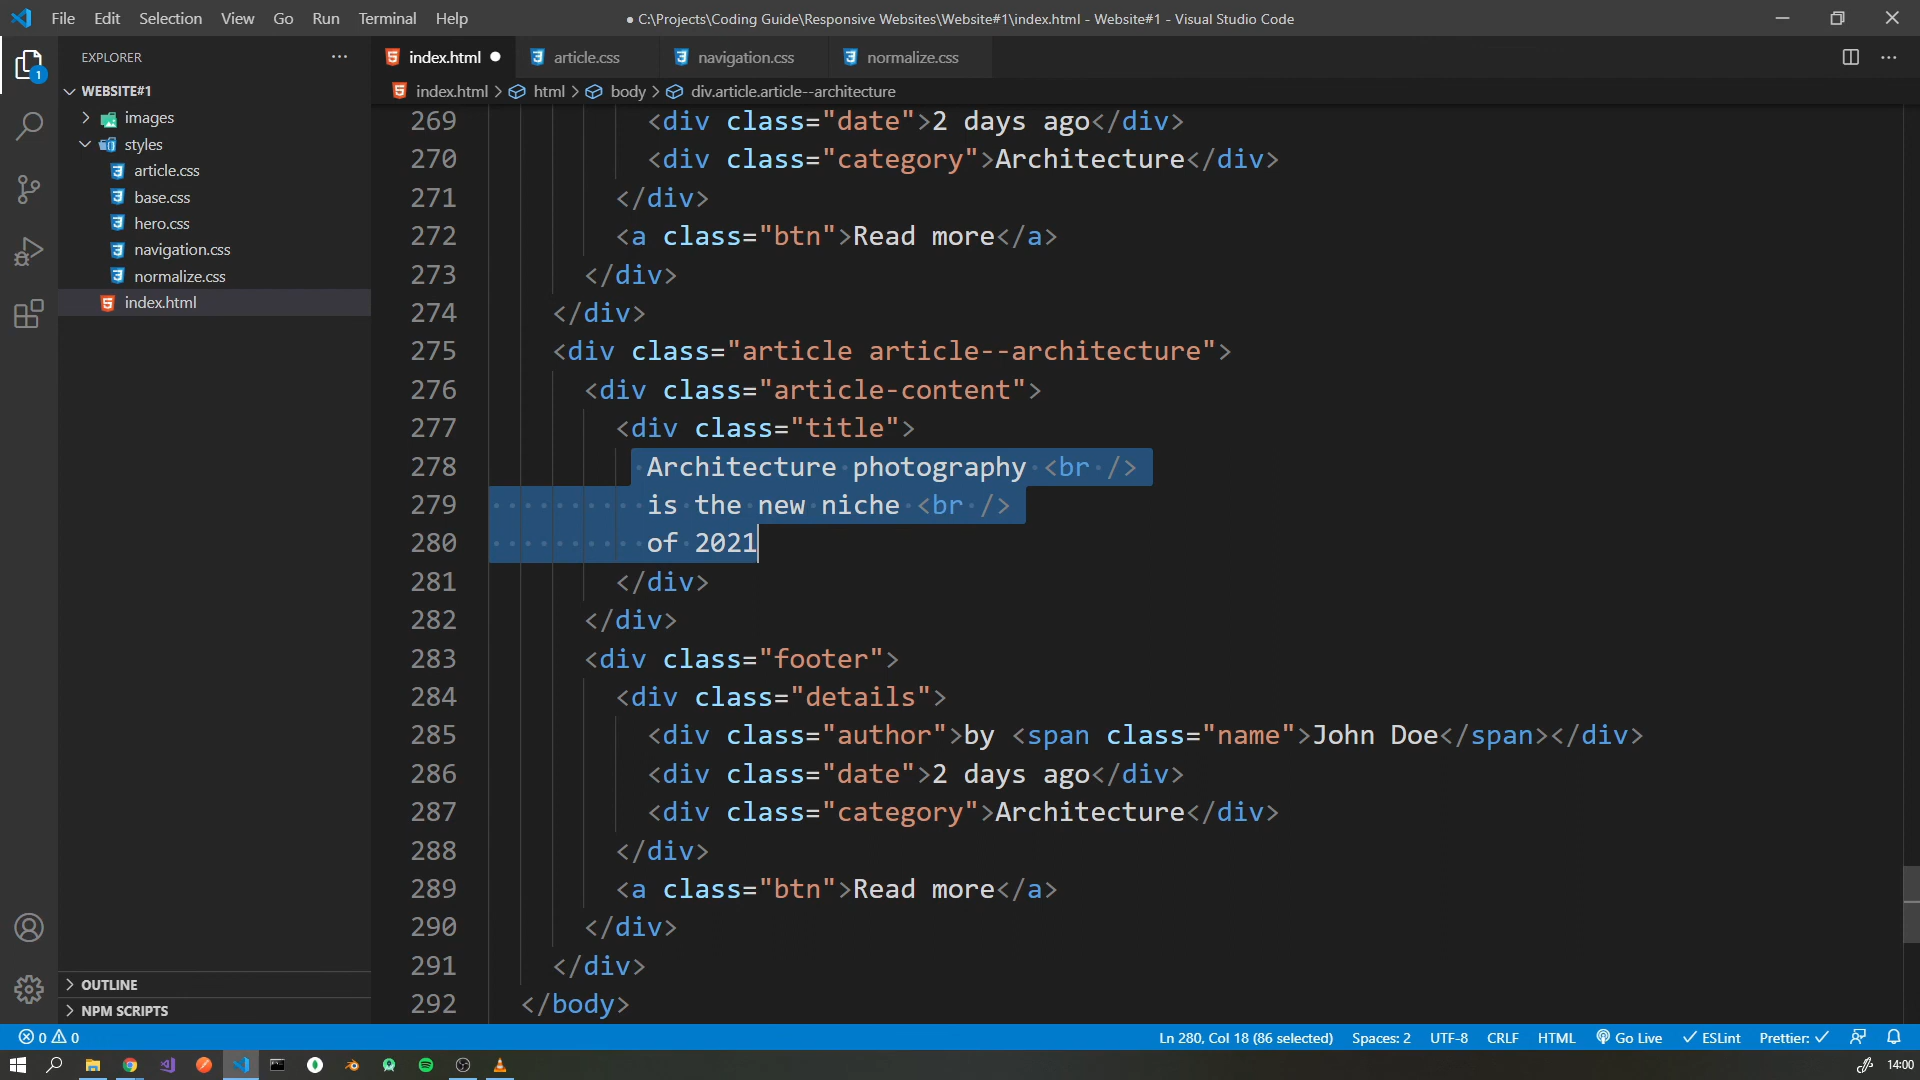 File Edit Selection View Go Run Terminal Help
● C:\Projects\Coding Guide\Responsive Websites\Website#1\index.html - Website#1 - Visual Studio Code
EXPLORER
index.html
article.css
navigation.css
normalize.css
WEBSITE#1
images
styles
article.css
base.css
hero.css
navigation.css
normalize.css
index.html
OUTLINE
NPM SCRIPTS
1
index.html > html > body > div.article.article--architecture
269 <div class="date">2 days ago</div>
270 <div class="category">Architecture</div>
271 </div>
272 <a class="btn">Read more</a>
273 </div>
274 </div>
275 <div class="article article--architecture">
276 <div class="article-content">
277 <div class="title">
278 Architecture photography <br />
279 is the new niche <br />
280 of 2021
281 </div>
282 </div>
283 <div class="footer">
284 <div class="details">
285 <div class="author">by <span class="name">John Doe</span></div>
286 <div class="date">2 days ago</div>
287 <div class="category">Architecture</div>
288 </div>
289 <a class="btn">Read more</a>
290 </div>
291 </div>
292 </body>
0 0
Ln 280, Col 18 (86 selected) Spaces: 2 UTF-8 CRLF HTML Go Live ESLint Prettier: ✓
14:00